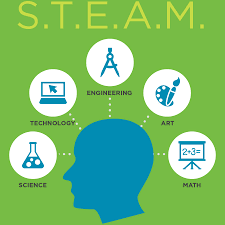 S.T.E.A.M.
ENGINEERING
TECHNOLOGY
ART
2+3=
SCIENCE
MATH